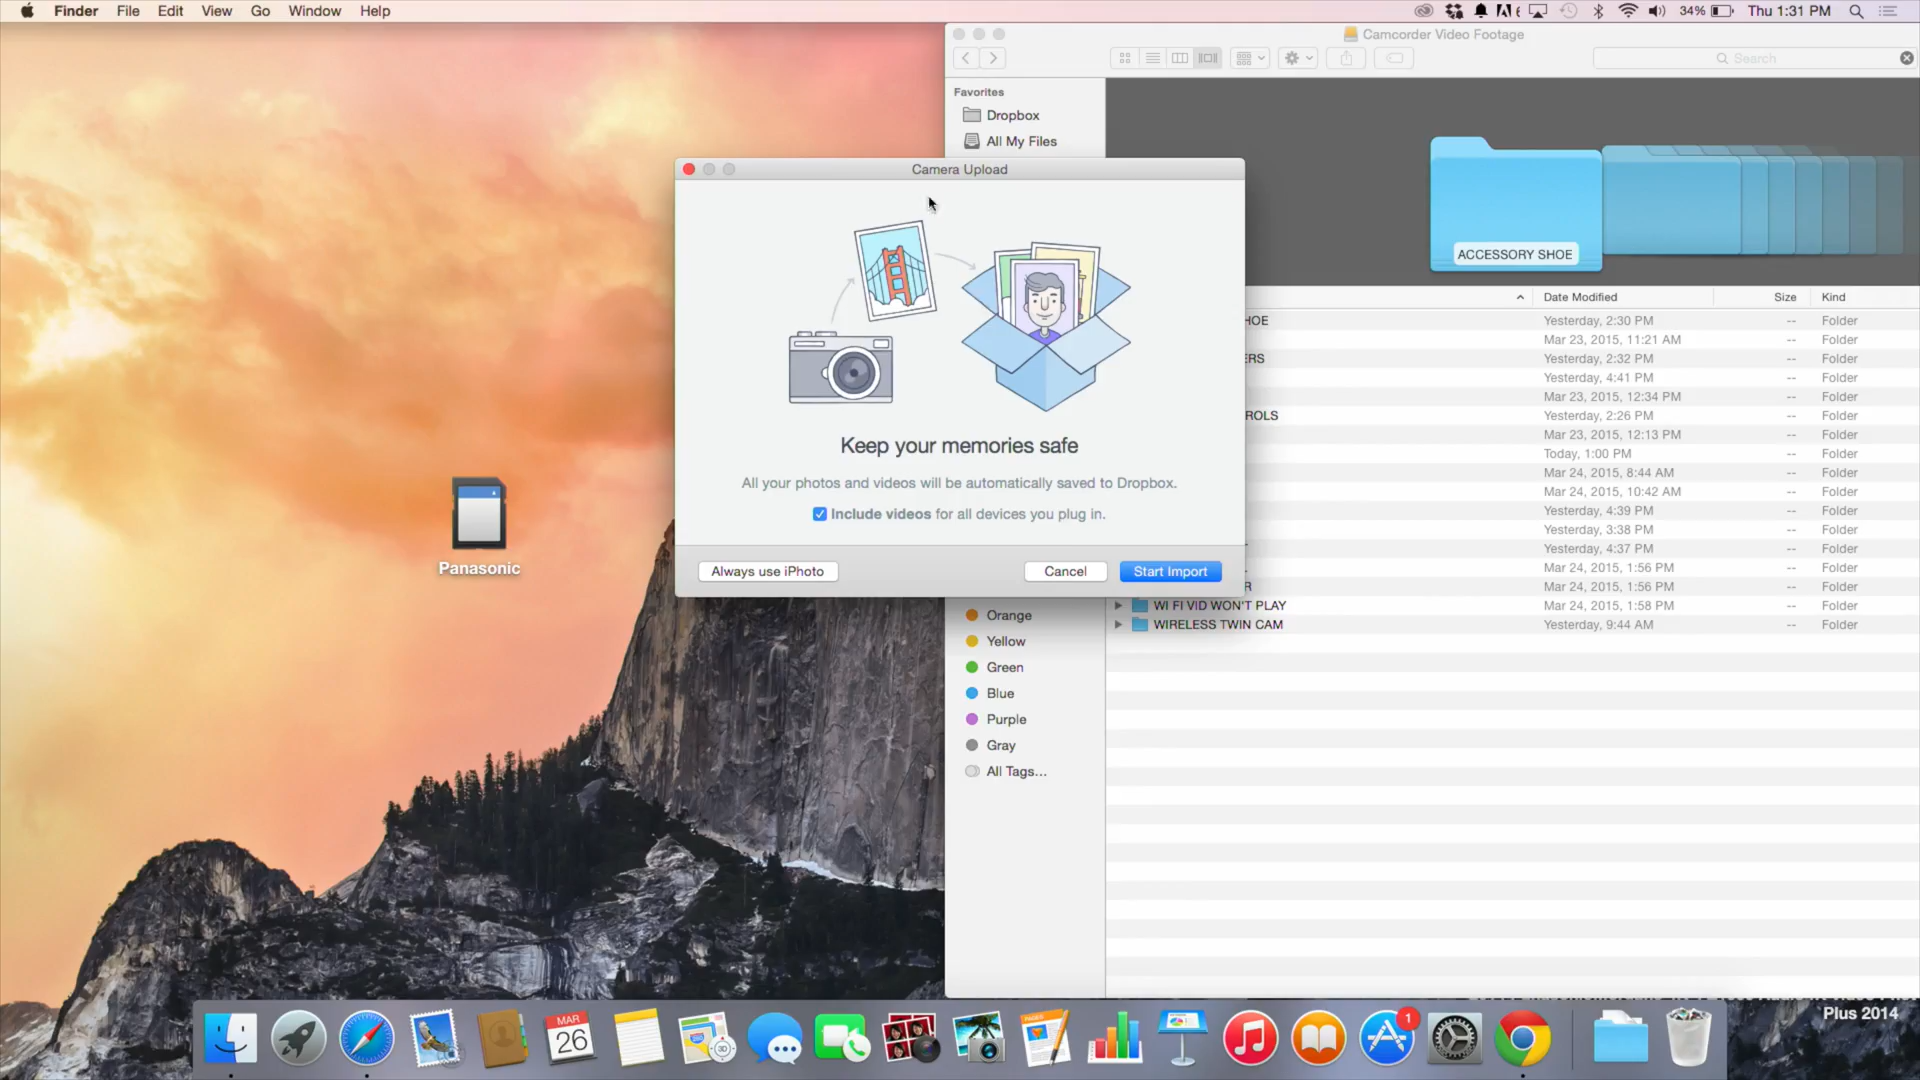 Finder File Edit View Go Window Help
6 34% Thu 1:31 PM
Camcorder Video Footage
Search
Favorites
Dropbox
All My Files
ACCESSORY SHOE
Camera Upload
Keep your memories safe
All your photos and videos will be automatically saved to Dropbox.
Include videos for all devices you plug in.
Always use iPhoto Cancel Start Import
Panasonic
Date Modified Size Kind
HOE Yesterday, 2:30 PM -- Folder
Mar 23, 2015, 11:21 AM -- Folder
ERS Yesterday, 2:32 PM -- Folder
Yesterday, 4:41 PM -- Folder
Mar 23, 2015, 12:34 PM -- Folder
ROLS Yesterday, 2:26 PM -- Folder
Mar 23, 2015, 12:13 PM -- Folder
Today, 1:00 PM -- Folder
Mar 24, 2015, 8:44 AM -- Folder
Mar 24, 2015, 10:42 AM -- Folder
Yesterday, 4:39 PM -- Folder
Yesterday, 3:38 PM -- Folder
Yesterday, 4:37 PM -- Folder
Mar 24, 2015, 1:56 PM -- Folder
R Mar 24, 2015, 1:56 PM -- Folder
WI FI VID WON'T PLAY Mar 24, 2015, 1:58 PM -- Folder
WIRELESS TWIN CAM Yesterday, 9:44 AM -- Folder
Orange
Yellow
Green
Blue
Purple
Gray
All Tags...
Plus 2014
MAR
26
3D
PAGES
1